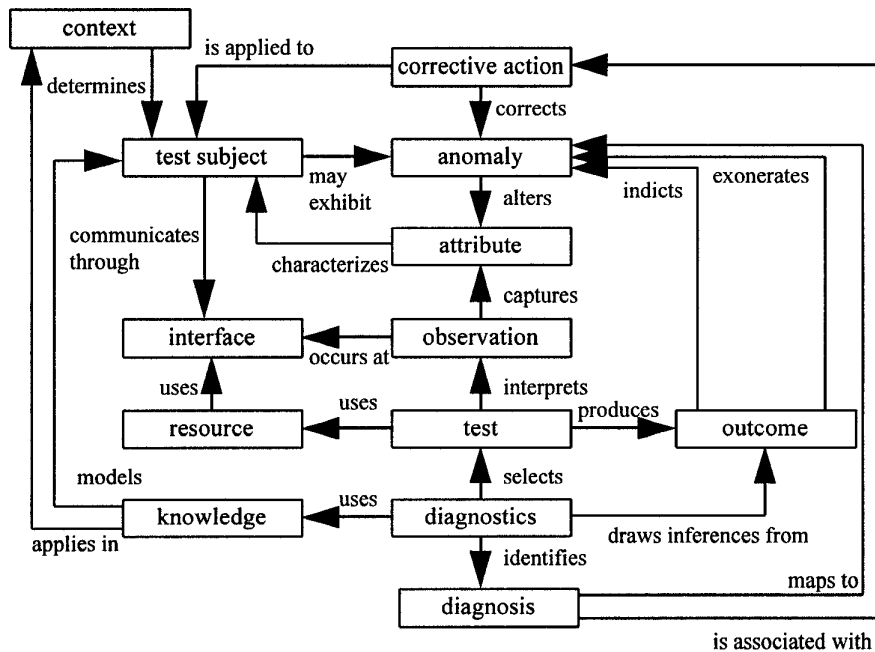 context
is applied to
corrective action
determines
corrects
test subject
anomaly
may
exhibit
indicts
exonerates
alters
communicates
through
attribute
characterizes
captures
interface
observation
occurs at
uses
interprets
uses
produces
resource
test
outcome
models
selects
knowledge
uses
diagnostics
applies in
draws inferences from
identifies
maps to
diagnosis
is associated with